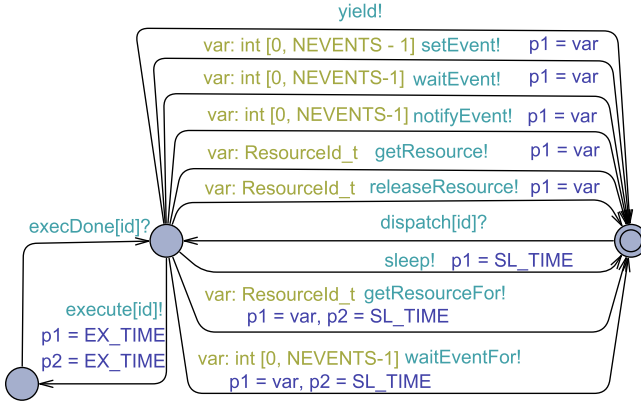 yield!
var: int [0, NEVENTS - 1] setEvent! p1 = var
var: int [0, NEVENTS-1] waitEvent! p1 = var
var: int [0, NEVENTS-1] notifyEvent! p1 = var
var: ResourceId_t getResource! p1 = var
var: ResourceId_t releaseResource! p1 = var
execDone[id]? dispatch[id]?
sleep! p1 = SL_TIME
var: ResourceId_t getResourceFor!
execute[id]! p1 = var, p2 = SL_TIME
p1 = EX_TIME
p2 = EX_TIME var: int [0, NEVENTS-1] waitEventFor!
p1 = var, p2 = SL_TIME